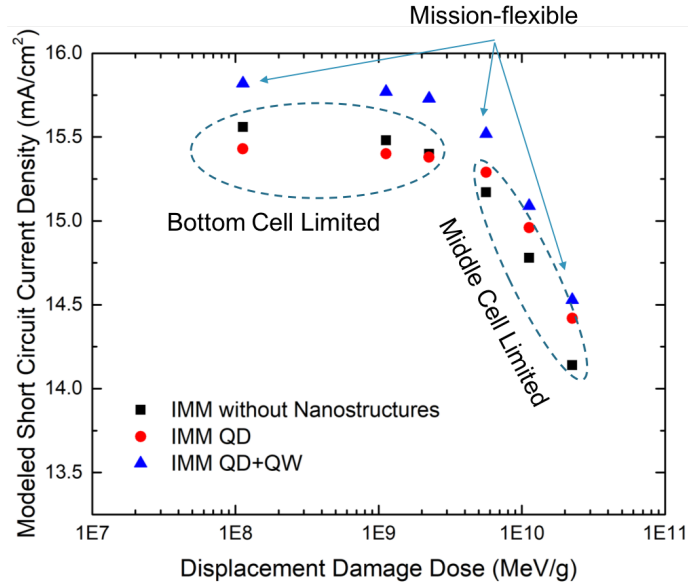 Mission-flexible
16.0
15.5
15.0
14.5
14.0
13.5
Modeled Short Circuit Current Density (mA/cm²)
Bottom Cell Limited
Middle Cell Limited
IMM without Nanostructures
IMM QD
IMM QD+QW
1E7 1E8 1E9 1E10 1E11
Displacement Damage Dose (MeV/g)